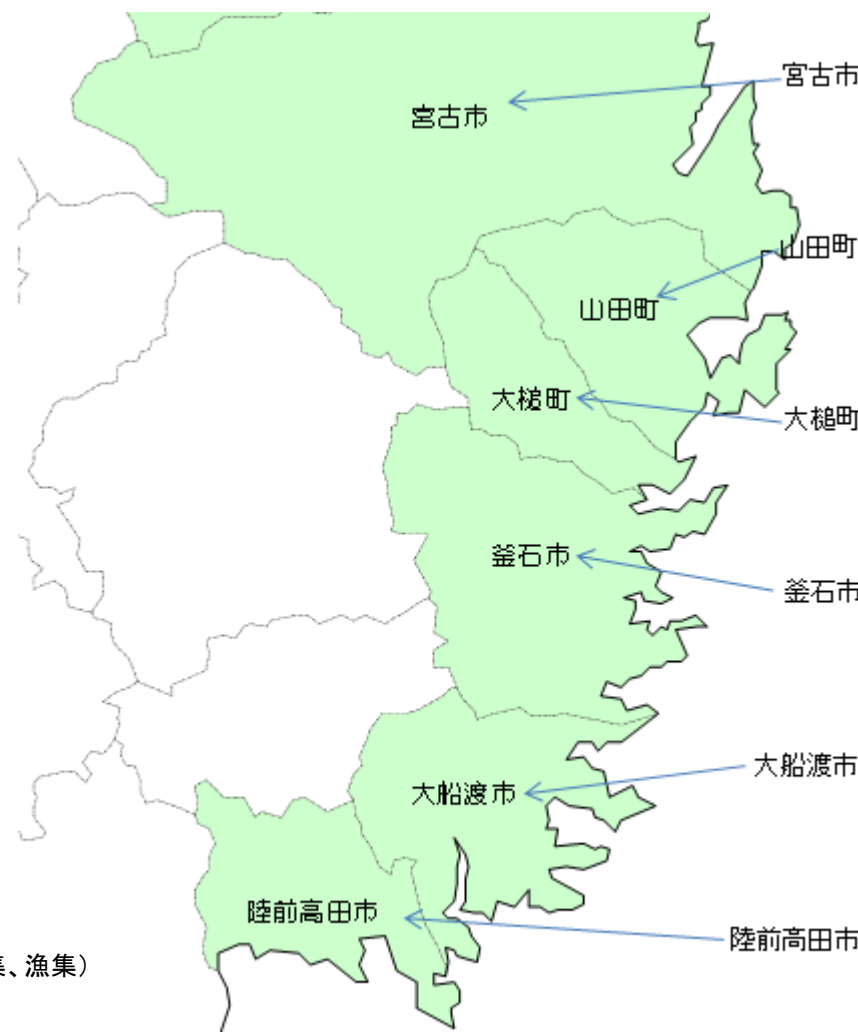 宮古市
宮古市
山田町
山田町
大槌町
大槌町
釜石市
釜石市
大船渡市
大船渡市
陸前高田市
陸前高田市
、漁集）